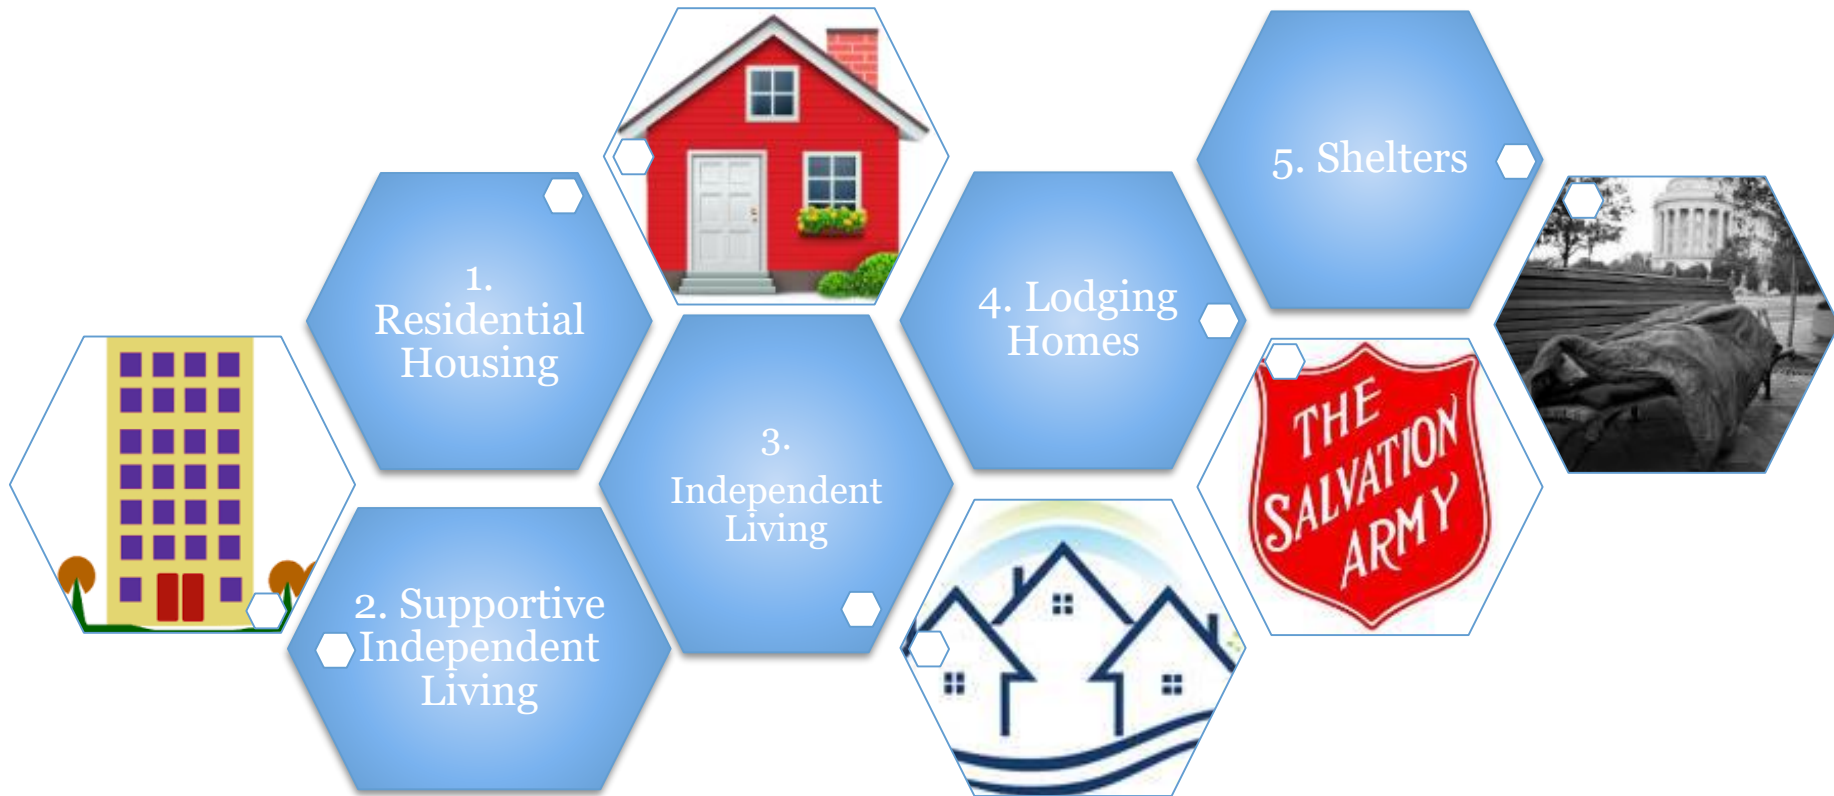 1.
Residential
Housing
2. Supportive
Independent
Living
3.
Independent
Living
4. Lodging
Homes
5. Shelters
THE
SALVATION
ARMY